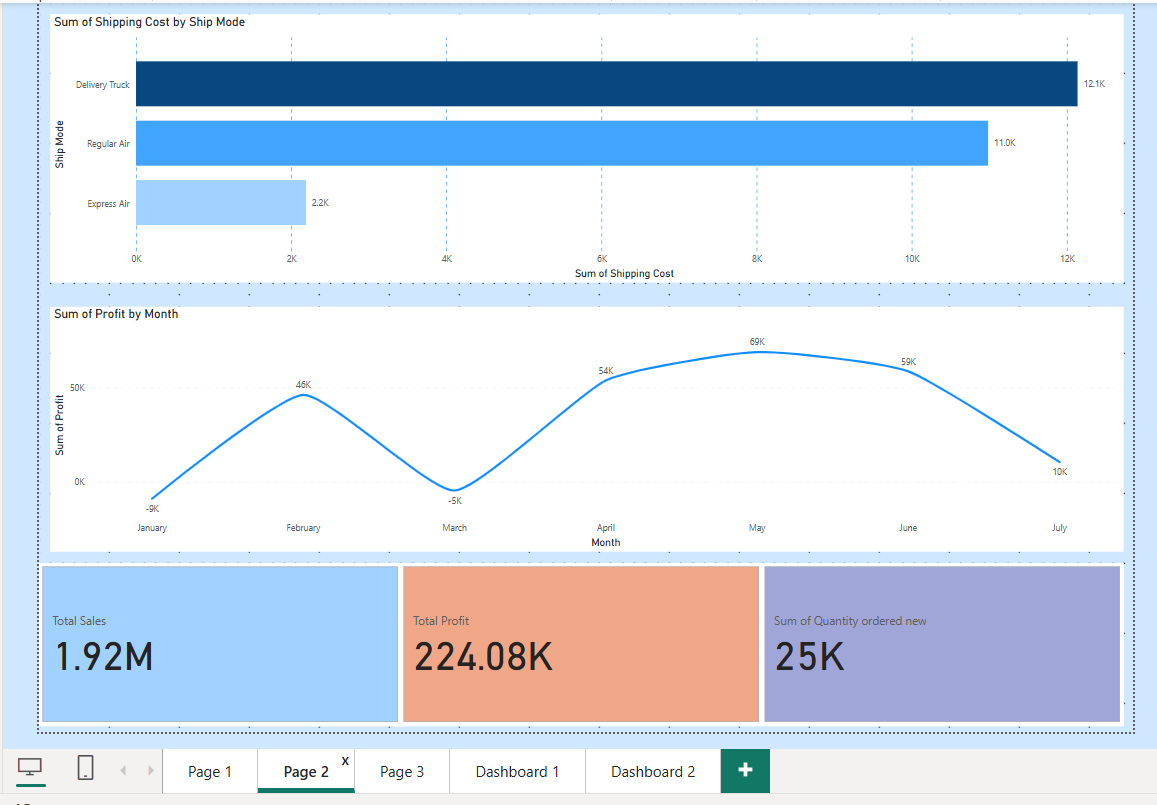 Sum of Shipping Cost by Ship Mode
Ship Mode
Delivery Truck 12.1K
Regular Air 11.0K
Express Air 2.2K
0K 2K 4K 6K 8K 10K 12K
Sum of Shipping Cost
Sum of Profit by Month
Sum of Profit
50K
0K
-9K 46K -5K 54K 69K 59K 10K
January February March April May June July
Month
Total Sales
1.92M
Total Profit
224.08K
Sum of Quantity ordered new
25K
Page 1 Page 2 X Page 3 Dashboard 1 Dashboard 2 +